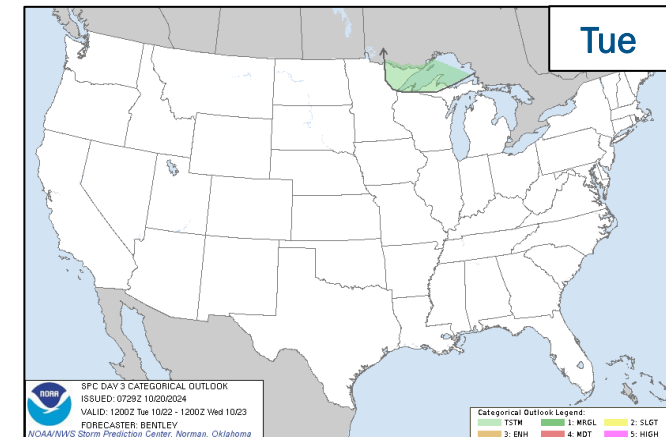 Tue
NOAA
SPC DAY 3 CATEGORICAL OUTLOOK
ISSUED: 0729Z 10/20/2024
VALID: 1200Z Tue 10/22 - 1200Z Wed 10/23
FORECASTER: BENTLEY
NOAA/NWS Storm Prediction Center, Norman, Oklahoma
Categorical Outlook Legend:
TSTM 1: MRGL 2: SLGT
3: ENH 4: MDT 5: HIGH